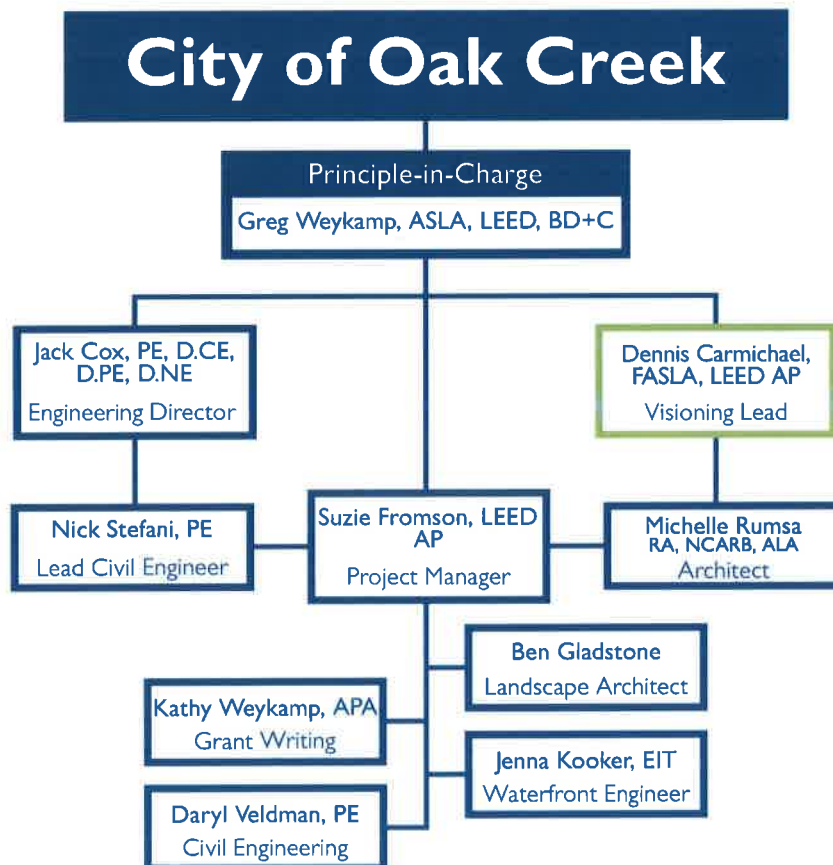 City of Oak Creek
Principle-in-Charge
Greg Weykamp, ASLA, LEED, BD+C
Jack Cox, PE, D.CE,
D.PE, D.NE
Engineering Director
Dennis Carmichael,
FASLA, LEED AP
Visioning Lead
Nick Stefani, PE
Lead Civil Engineer
Suzie Fromson, LEED
AP
Project Manager
Michelle Rumsa
RA, NCARB, ALA
Architect
Ben Gladstone
Landscape Architect
Kathy Weykamp, APA
Grant Writing
Jenna Kooker, EIT
Waterfront Engineer
Daryl Veldman, PE
Civil Engineering